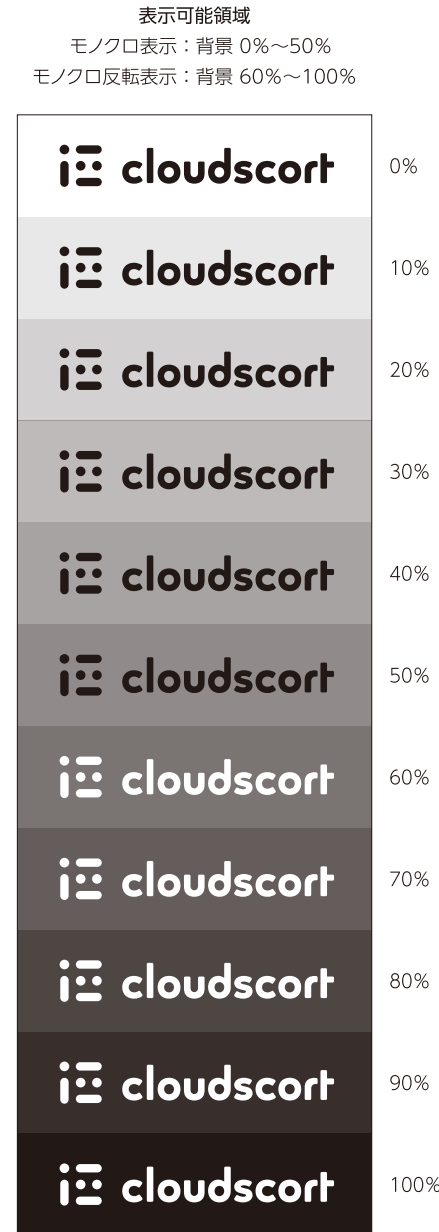 表示可能領域
モノクロ表示：背景 0%～50%
モノクロ反転表示：背景 60%～100%
cloudscort 0%
cloudscort 10%
cloudscort 20%
cloudscort 30%
cloudscort 40%
cloudscort 50%
cloudscort 60%
cloudscort 70%
cloudscort 80%
cloudscort 90%
cloudscort 100%